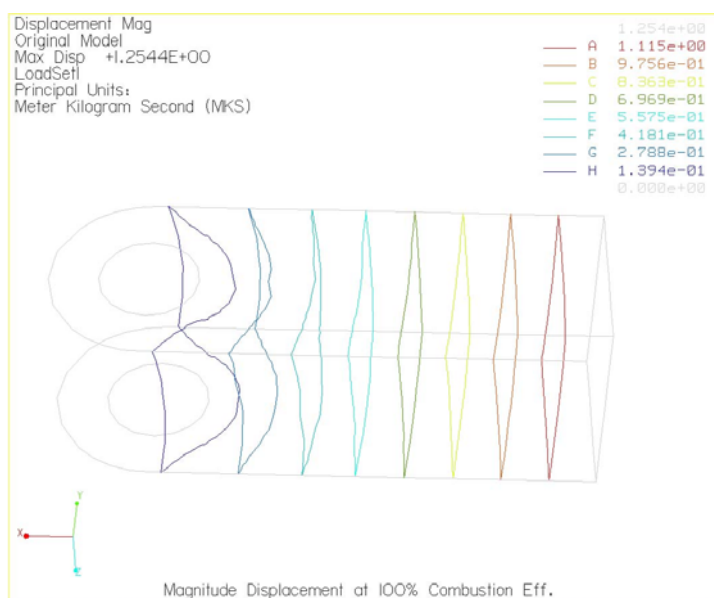 Displacement Mag
Original Model
Max Disp +1.2544E+00
LoadSet1
Principal Units:
Meter Kilogram Second (MKS)
1.254e+00
A 1.115e+00
B 9.756e-01
C 8.363e-01
D 6.969e-01
E 5.575e-01
F 4.181e-01
G 2.788e-01
H 1.394e-01
0.000e+00
Y
X
Z
Magnitude Displacement at 100% Combustion Eff.